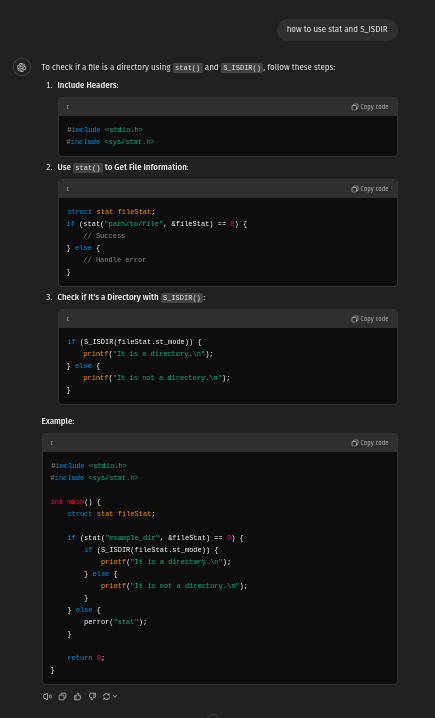 how to use stat and S_ISDIR
To check if a file is a directory using stat() and S_ISDIR(), follow these steps:
1. Include Headers:
c Copy code
#include <stdio.h>
#include <sys/stat.h>
2. Use stat() to Get File Information:
c Copy code
struct stat fileStat;
if (stat("path/to/file", &fileStat) == 0) {
    // Success
} else {
    // Handle error
}
3. Check if It's a Directory with S_ISDIR():
c Copy code
if (S_ISDIR(fileStat.st_mode)) {
    printf("It is a directory.\n");
} else {
    printf("It is not a directory.\n");
}
Example:
c Copy code
#include <stdio.h>
#include <sys/stat.h>
int main() {
    struct stat fileStat;
    if (stat("example_dir", &fileStat) == 0) {
        if (S_ISDIR(fileStat.st_mode)) {
            printf("It is a directory.\n");
        } else {
            printf("It is not a directory.\n");
        }
    } else {
        perror("stat");
    }
    return 0;
}